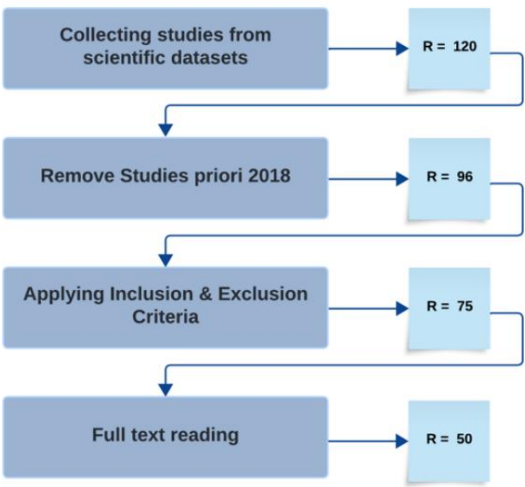 Collecting studies from
scientific datasets
R = 120
Remove Studies priori 2018
R = 96
Applying Inclusion & Exclusion
Criteria
R = 75
Full text reading
R = 50